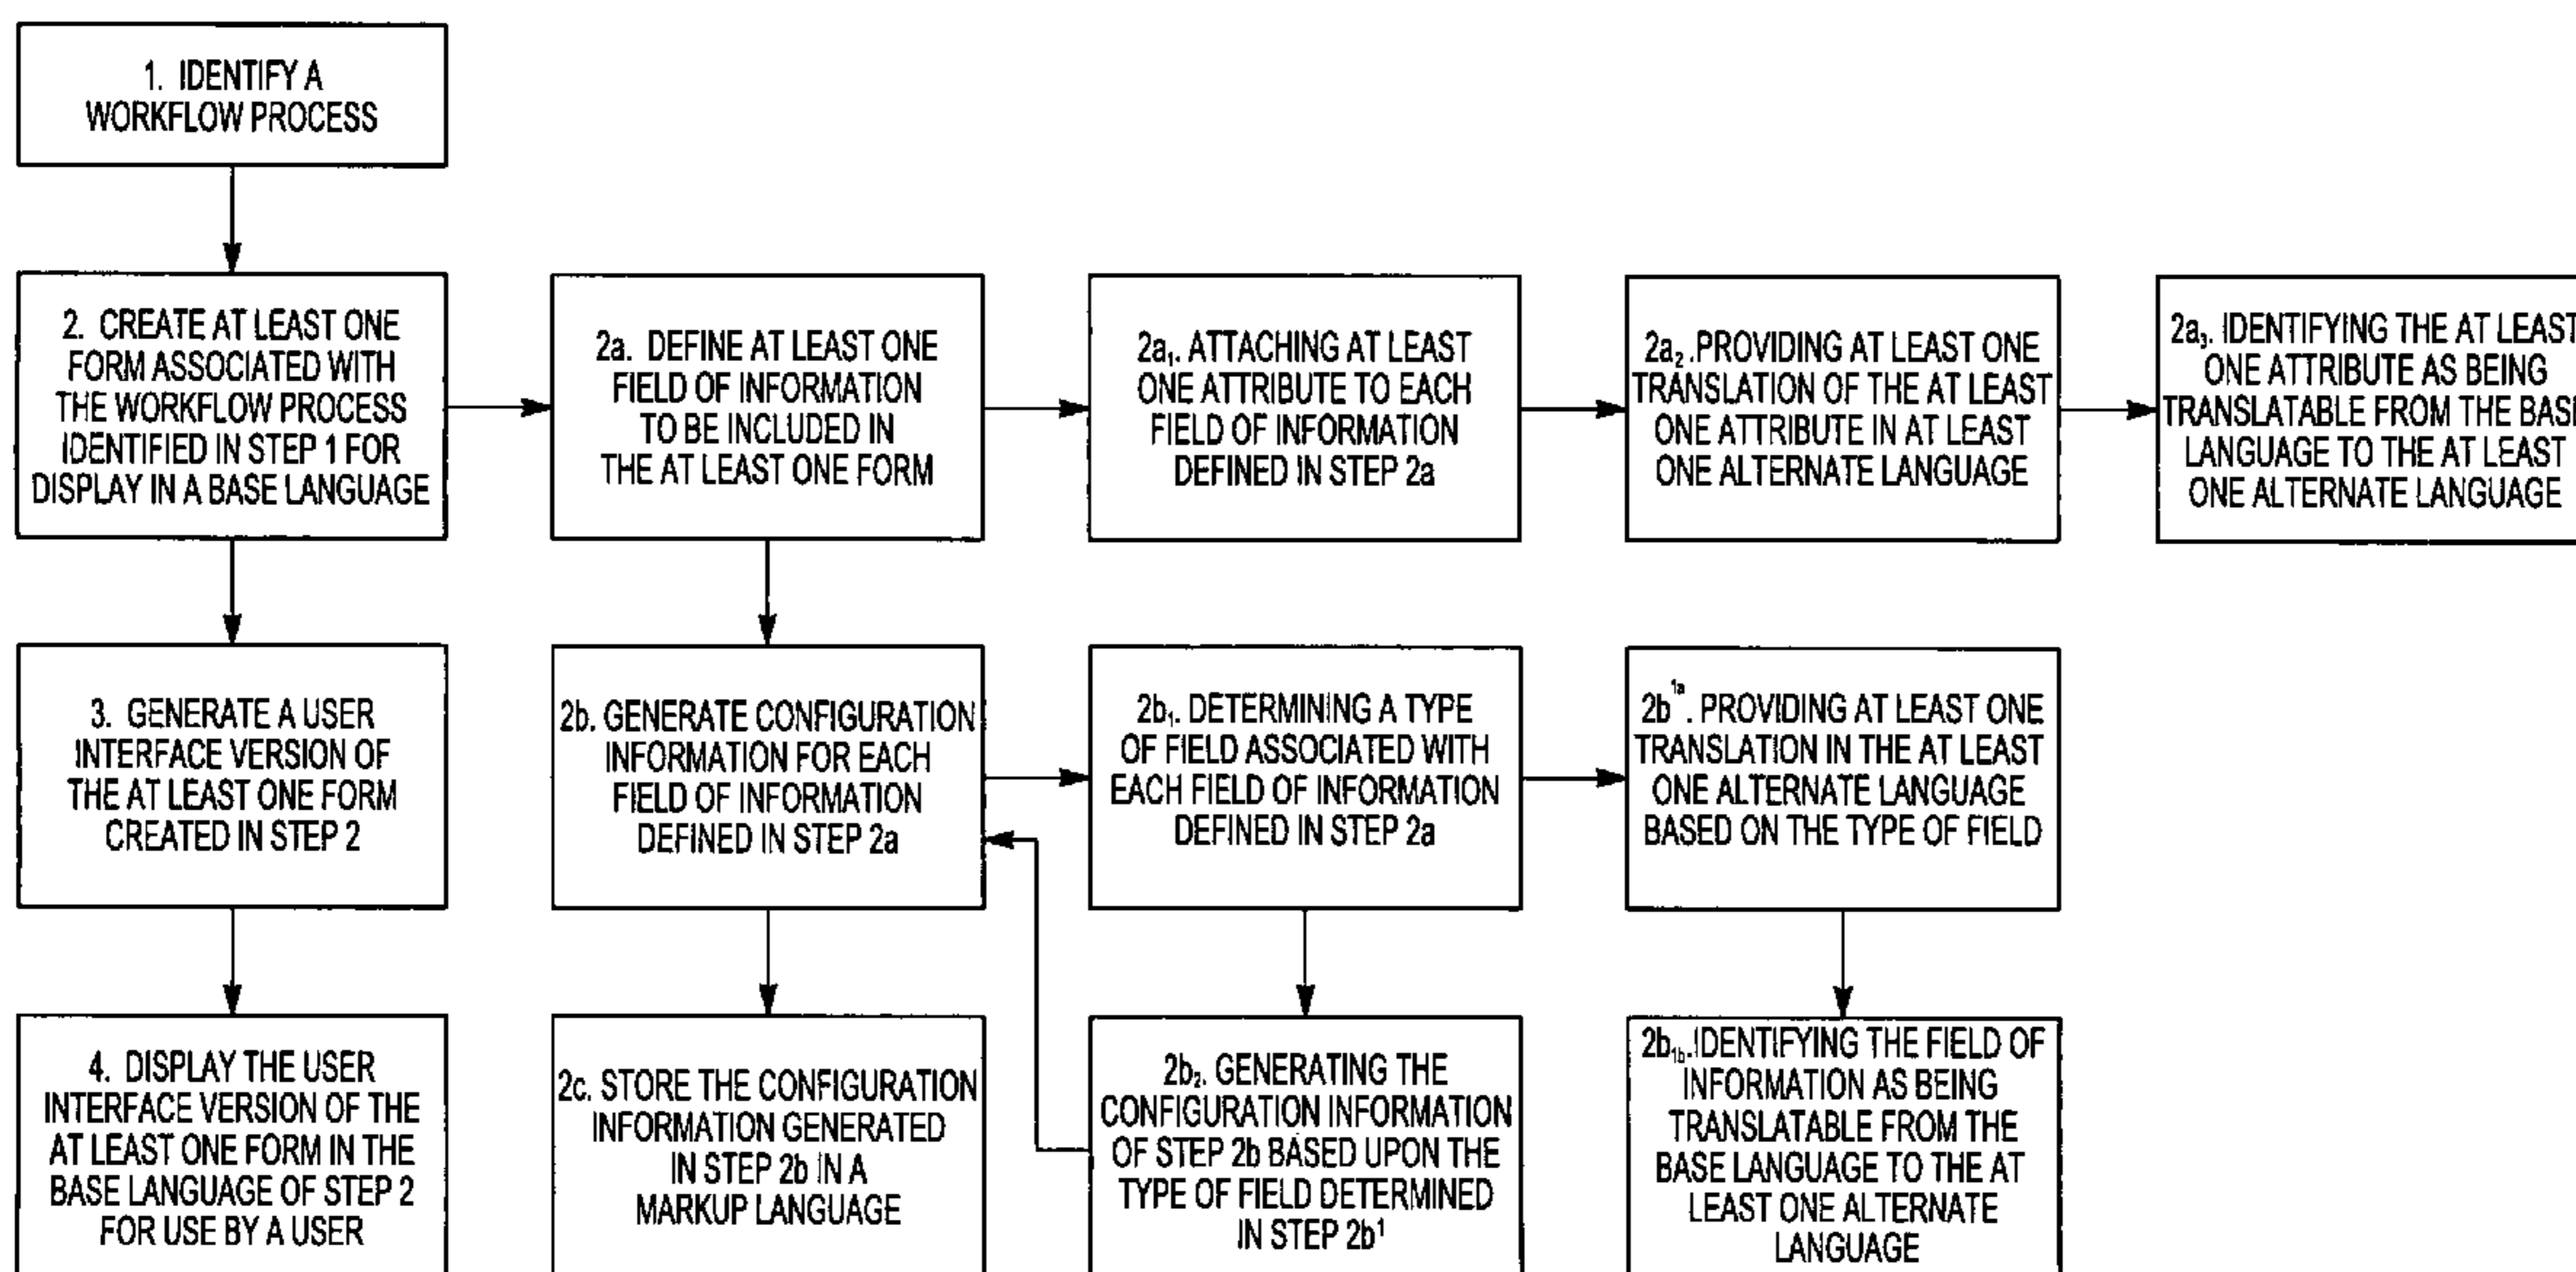 1. IDENTIFY A
WORKFLOW PROCESS
2. CREATE AT LEAST ONE
FORM ASSOCIATED WITH
THE WORKFLOW PROCESS
IDENTIFIED IN STEP 1 FOR
DISPLAY IN A BASE LANGUAGE
2a. DEFINE AT LEAST ONE
FIELD OF INFORMATION
TO BE INCLUDED IN
THE AT LEAST ONE FORM
2a₁. ATTACHING AT LEAST
ONE ATTRIBUTE TO EACH
FIELD OF INFORMATION
DEFINED IN STEP 2a
2a₂.PROVIDING AT LEAST ONE
TRANSLATION OF THE AT LEAST
ONE ATTRIBUTE IN AT LEAST
ONE ALTERNATE LANGUAGE
2a₃. IDENTIFYING THE AT LEAST
ONE ATTRIBUTE AS BEING
TRANSLATABLE FROM THE BASE
LANGUAGE TO THE AT LEAST
ONE ALTERNATE LANGUAGE
3. GENERATE A USER
INTERFACE VERSION OF
THE AT LEAST ONE FORM
CREATED IN STEP 2
2b. GENERATE CONFIGURATION
INFORMATION FOR EACH
FIELD OF INFORMATION
DEFINED IN STEP 2a
2b₁. DETERMINING A TYPE
OF FIELD ASSOCIATED WITH
EACH FIELD OF INFORMATION
DEFINED IN STEP 2a
2b¹ᵃ. PROVIDING AT LEAST ONE
TRANSLATION IN THE AT LEAST
ONE ALTERNATE LANGUAGE
BASED ON THE TYPE OF FIELD
4. DISPLAY THE USER
INTERFACE VERSION OF THE
AT LEAST ONE FORM IN THE
BASE LANGUAGE OF STEP 2
FOR USE BY A USER
2c. STORE THE CONFIGURATION
INFORMATION GENERATED
IN STEP 2b IN A
MARKUP LANGUAGE
2b₂. GENERATING THE
CONFIGURATION INFORMATION
OF STEP 2b BASED UPON THE
TYPE OF FIELD DETERMINED
IN STEP 2b¹
2b₁b.IDENTIFYING THE FIELD OF
INFORMATION AS BEING
TRANSLATABLE FROM THE
BASE LANGUAGE TO THE AT
LEAST ONE ALTERNATE
LANGUAGE